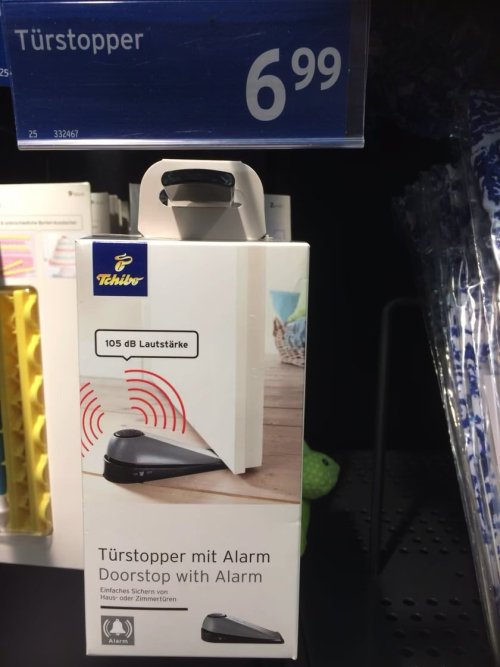 Türstopper
6 99
25 332467
Tchibo
105 dB Lautstärke
Türstopper mit Alarm
Doorstop with Alarm
Einfaches Sichern von
Haus- oder Zimmertüren
Alarm